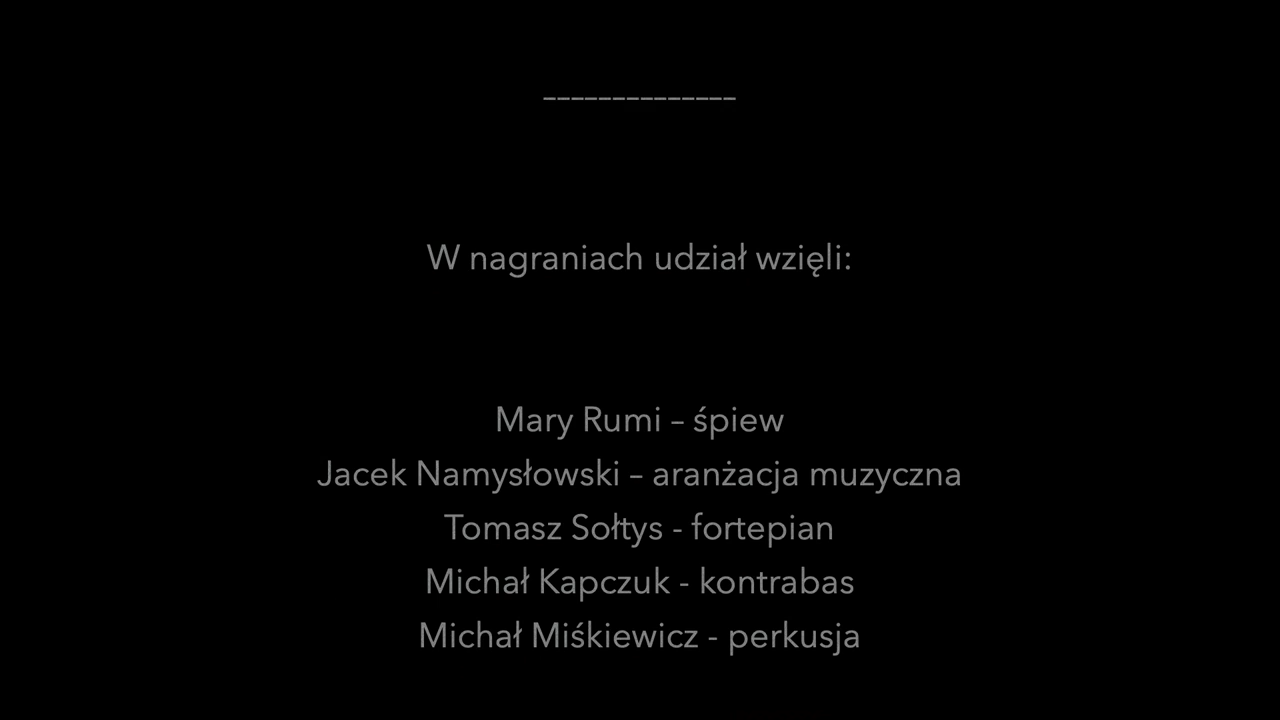 ______________
W nagraniach udział wzięli:
Mary Rumi – śpiew
Jacek Namysłowski – aranżacja muzyczna
Tomasz Sołtys - fortepian
Michał Kapczuk - kontrabas
Michał Miśkiewicz - perkusja